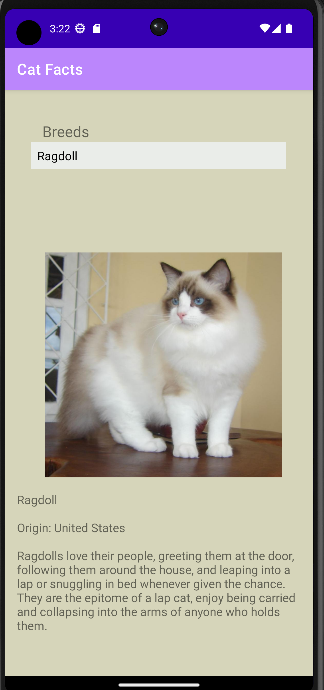 3:22
Cat Facts
Breeds
Ragdoll
Ragdoll
Origin: United States
Ragdolls love their people, greeting them at the door,
following them around the house, and leaping into a
lap or snuggling in bed whenever given the chance.
They are the epitome of a lap cat, enjoy being carried
and collapsing into the arms of anyone who holds
them.